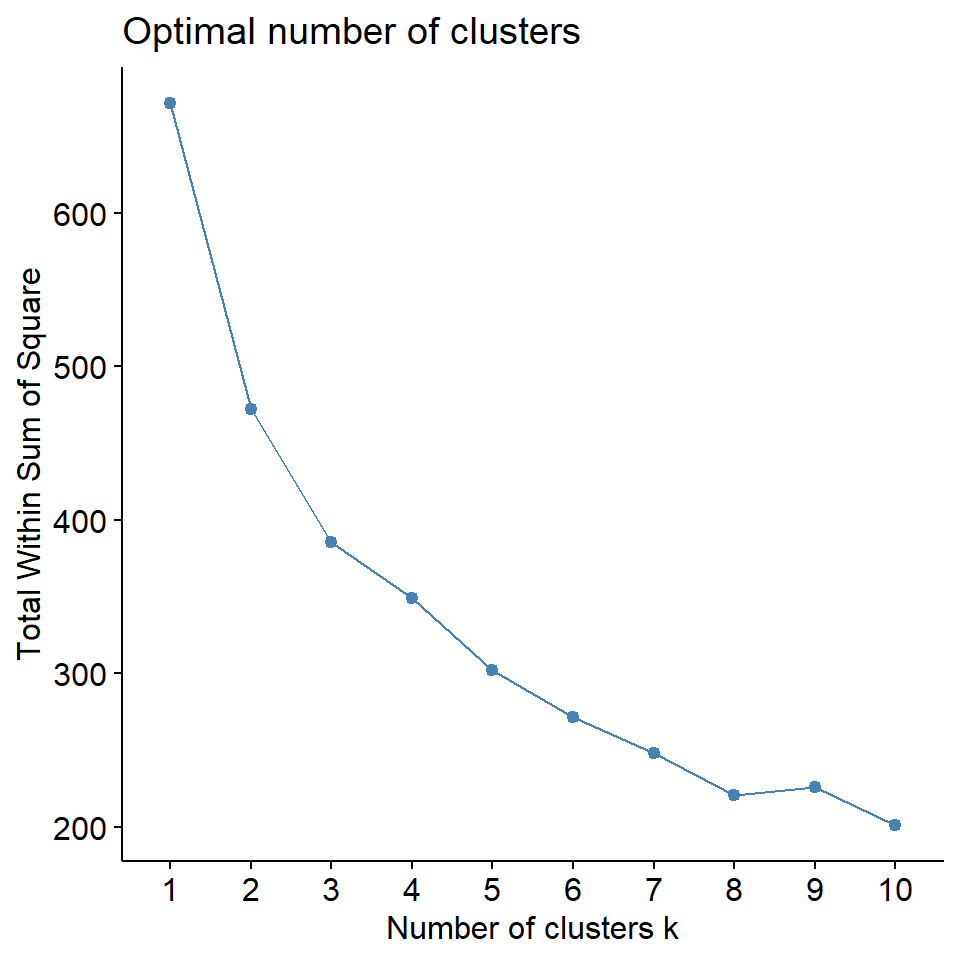 Optimal number of clusters
Total Within Sum of Square
600
500
400
300
200
1 2 3 4 5 6 7 8 9 10
Number of clusters k